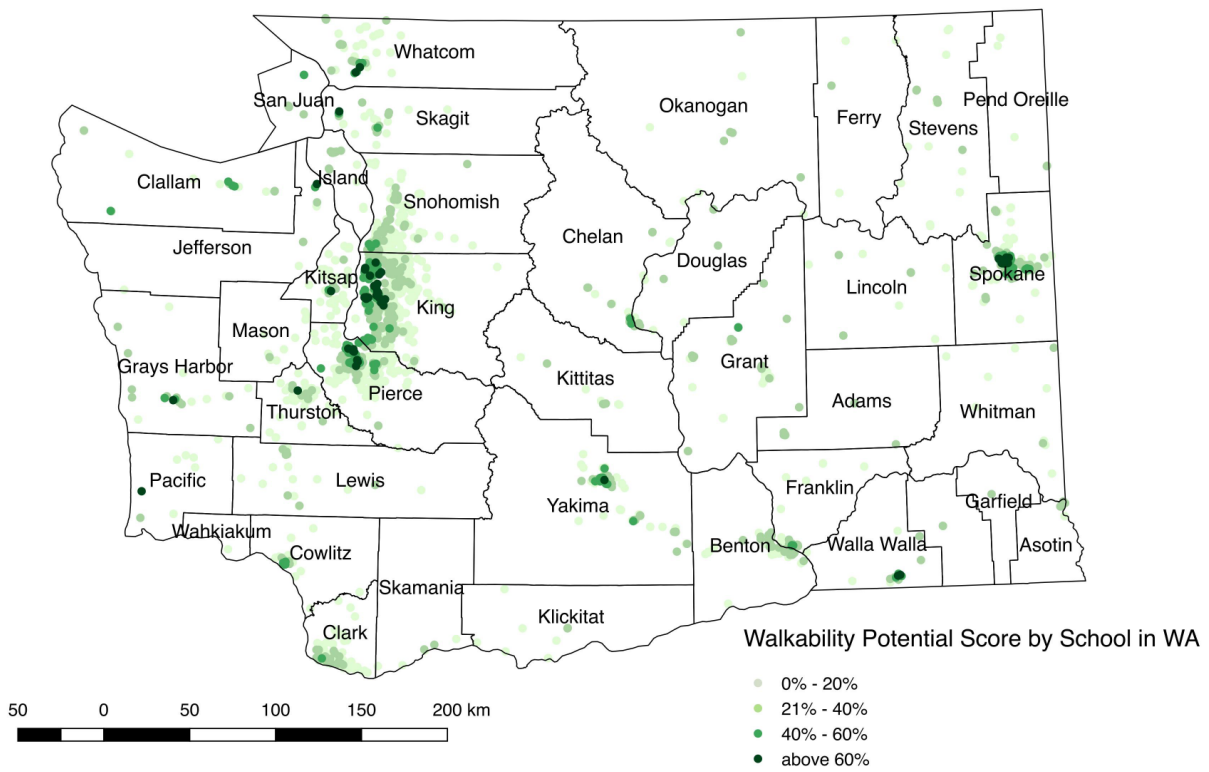 Whatcom
San Juan
Skagit
Okanogan
Ferry
Stevens
Pend Oreille
Clallam
Island
Snohomish
Jefferson
Chelan
Douglas
Kitsap
King
Lincoln
Spokane
Mason
Grays Harbor
Grant
Kittitas
Pierce
Thurston
Adams
Whitman
Pacific
Lewis
Yakima
Franklin
Garfield
Wahkiakum
Cowlitz
Benton
Walla Walla
Asotin
Skamania
Klickitat
Clark
Walkability Potential Score by School in WA
0% - 20%
21% - 40%
40% - 60%
above 60%
50 0 50 100 150 200 km